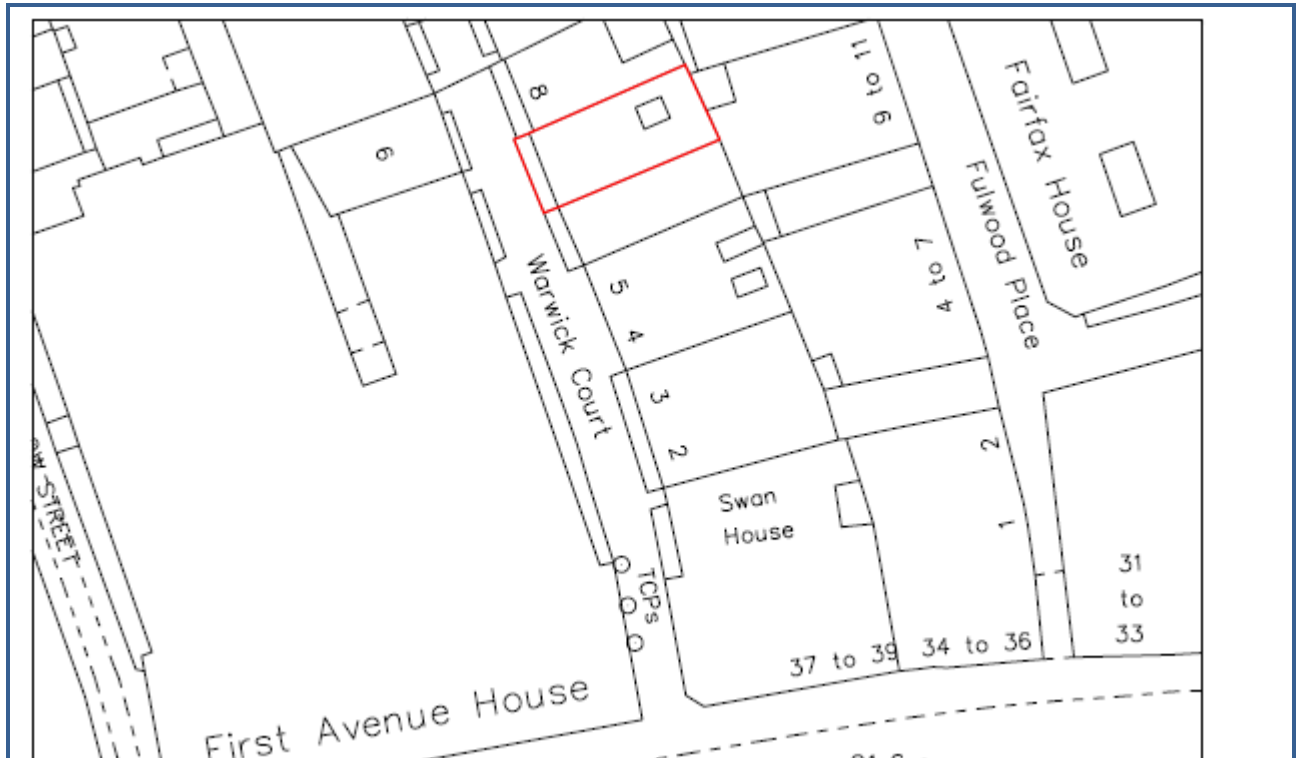 8
11 to 9
Fairfax House
6
Fulwood Place
Warwick Court
5
4
7 to 4
3
2
2
Swan
House
1
STREET
TCPs
31
to
33
37 to 39
34 to 36
First Avenue House